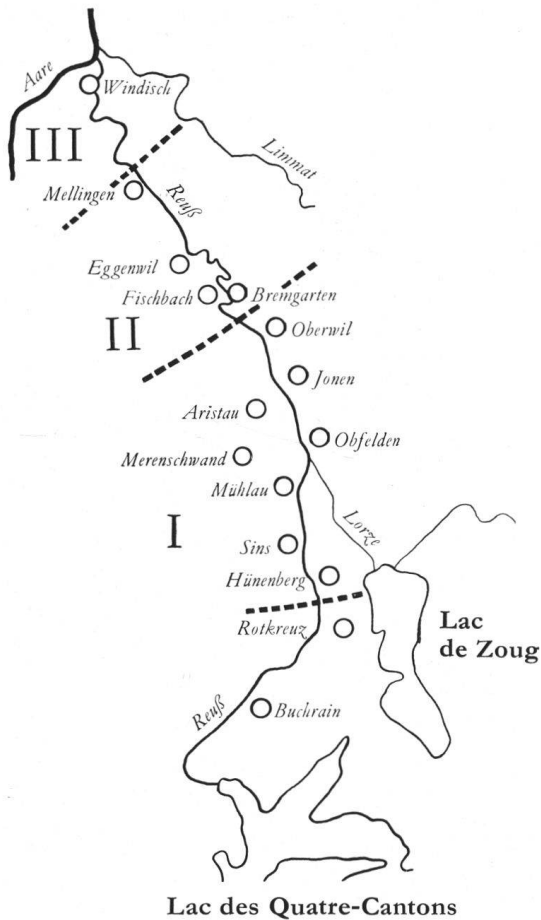 Aare
Windisch
III
Limmat
Mellingen
Reuß
Eggenwil
Fischbach
Bremgarten
II
Oberwil
Jonen
Aristau
Obfelden
Merenschwand
Mühlau
I
Lorze
Sins
Hünenberg
Rotkreuz
Lac
de Zoug
Reuß
Buchrain
Lac des Quatre-Cantons